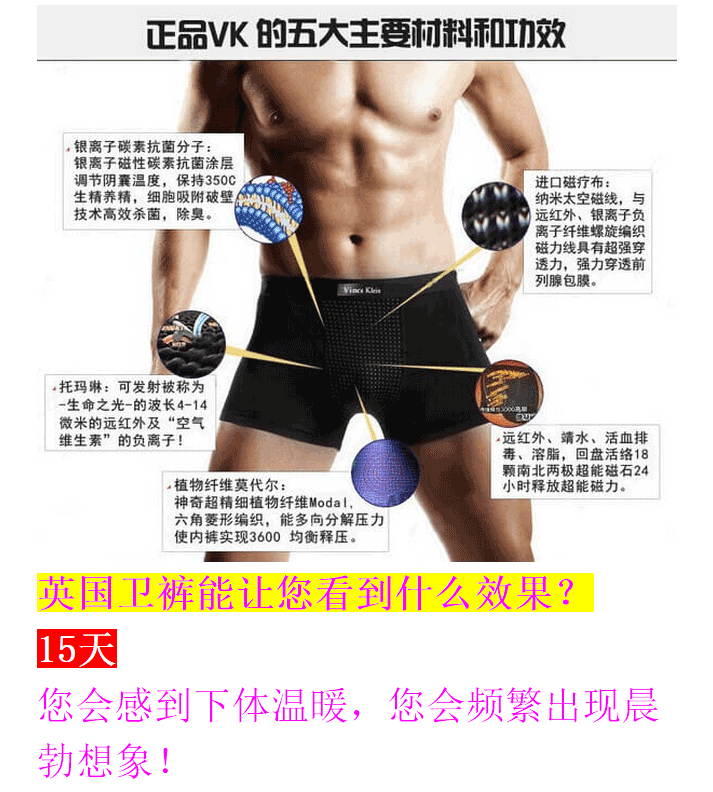 正品VK 的五大主要材料和功效
银离子碳素抗菌分子：
银离子磁性碳素抗菌涂层
调节阴囊温度，保持350C
生精养精，细胞吸附破壁
技术高效杀菌，除臭。
进口磁疗布：
纳米太空磁线，与
远红外、银离子负
离子纤维螺旋编织
磁力线具有超强穿
透力，强力穿透前
列腺包膜。
Vinci Klein
托玛琳：可发射被称为
-生命之光-的波长4-14
微米的远红外及“空气
维生素”的负离子！
远红外、靖水、活血排
毒、溶脂，回盘活络18
颗南北两极超能磁石24
小时释放超能磁力。
植物纤维莫代尔：
神奇超精细植物纤维Modal，
六角菱形编织，能多向分解压力
使内裤实现3600 均衡释压。
英国卫裤能让您看到什么效果？
15天
您会感到下体温暖，您会频繁出现晨
勃想象！